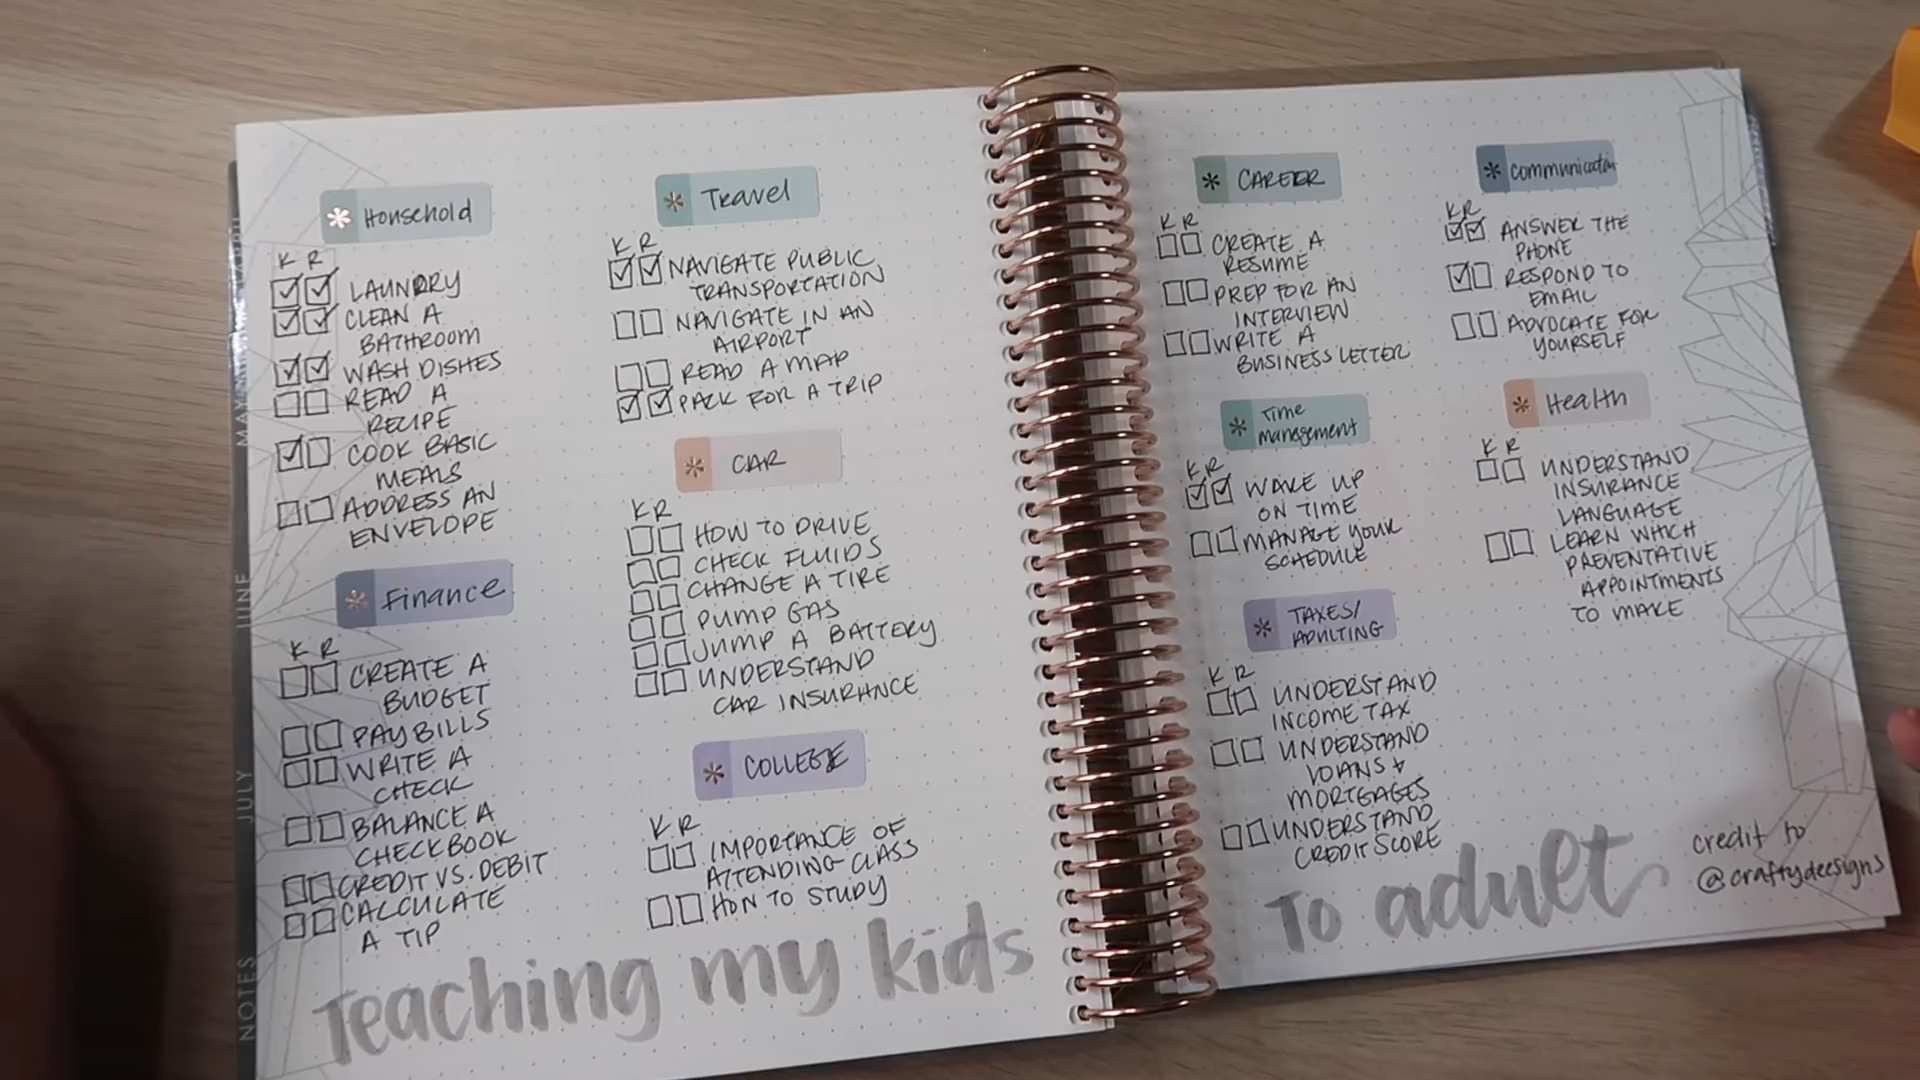 Household
K R
LAUNDRY
CLEAN A
BATHROOM
WASH DISHES
READ A
RECIPE
COOK BASIC
MEALS
ADDRESS AN
ENVELOPE
Finance
K R
CREATE A
BUDGET
PAY BILLS
WRITE A
CHECK
BALANCE A
CHECKBOOK
CREDIT VS. DEBIT
CALCULATE
A TIP
Travel
K R
NAVIGATE PUBLIC
TRANSPORTATION
NAVIGATE IN AN
AIRPORT
READ A MAP
PACK FOR A TRIP
CAR
K R
HOW TO DRIVE
CHECK FLUIDS
CHANGE A TIRE
PUMP GAS
JUMP A BATTERY
UNDERSTAND
CAR INSURANCE
COLLEGE
K R
IMPORTANCE OF
ATTENDING CLASS
HOW TO STUDY
CAREER
K R
CREATE A
RESUME
PREP FOR AN
INTERVIEW
WRITE A
BUSINESS LETTER
Time
management
K R
WAKE UP
ON TIME
MANAGE YOUR
SCHEDULE
TAXES/
ADULTING
K R
UNDERSTAND
INCOME TAX
UNDERSTAND
LOANS +
MORTGAGES
UNDERSTAND
CREDIT SCORE
communication
K R
ANSWER THE
PHONE
RESPOND TO
EMAIL
ADVOCATE FOR
YOURSELF
Health
K R
UNDERSTAND
INSURANCE
LANGUAGE
LEARN WHICH
PREVENTATIVE
APPOINTMENTS
TO MAKE
Teaching my kids To adult
credit to
@craftydeesigns
MAY
JUNE
JULY
NOTES